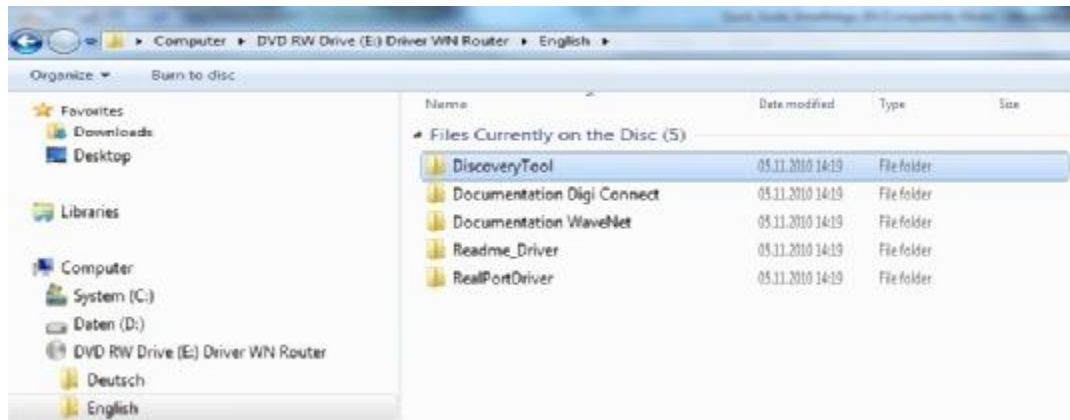 Computer ▸ DVD RW Drive (E:) Driver WN Router ▸ English ▸
Organize Burn to disc
Favorites
Downloads
Desktop
Libraries
Computer
System (C:)
Daten (D:)
DVD RW Drive (E:) Driver WN Router
Deutsch
English
Name Date modified Type Size
Files Currently on the Disc (5)
DiscoveryTool 05.11.2010 14:19 File folder
Documentation Digi Connect 05.11.2010 14:19 File folder
Documentation WaveNet 05.11.2010 14:19 File folder
Readme_Driver 05.11.2010 14:19 File folder
RealPortDriver 05.11.2010 14:19 File folder